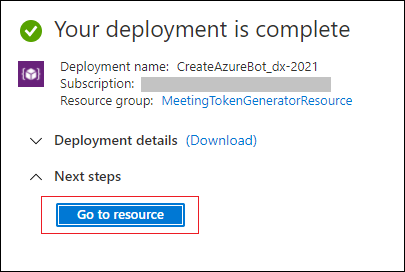 Your deployment is complete
Deployment name: CreateAzureBot_dx-2021
Subscription:
Resource group: MeetingTokenGeneratorResource
Deployment details (Download)
Next steps
Go to resource